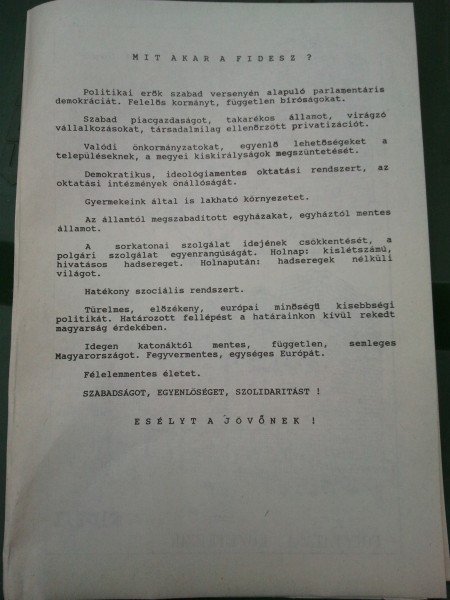 MIT AKAR A FIDESZ ?
Politikai erők szabad versenyén alapuló parlamentáris
demokráciát. Felelős kormányt, független bíróságokat.
Szabad piacgazdaságot, takarékos államot, virágzó
vállalkozásokat, társadalmilag ellenőrzött privatizációt.
Valódi önkormányzatokat, egyenlő lehetőségeket a
településeknek, a megyei kiskirályságok megszüntetését.
Demokratikus, ideológiamentes oktatási rendszert, az
oktatási intézmények önállóságát.
Gyermekeink által is lakható környezetet.
Az államtól megszabadított egyházakat, egyháztól mentes
államot.
A sorkatonai szolgálat idejének csökkentését, a
polgári szolgálat egyenrangúságát. Holnap: kislétszámú,
hivatásos hadsereget. Holnapután: hadseregek nélküli
világot.
Hatékony szociális rendszert.
Türelmes, előzékeny, európai minőségű kisebbségi
politikát. Határozott fellépést a határainkon kívül rekedt
magyarság érdekében.
Idegen katonáktól mentes, független, semleges
Magyarországot. Fegyvermentes, egységes Európát.
Félelemmentes életet.
SZABADSÁGOT, EGYENLŐSÉGET, SZOLIDARITÁST !
ESÉLYT A JÖVŐNEK !